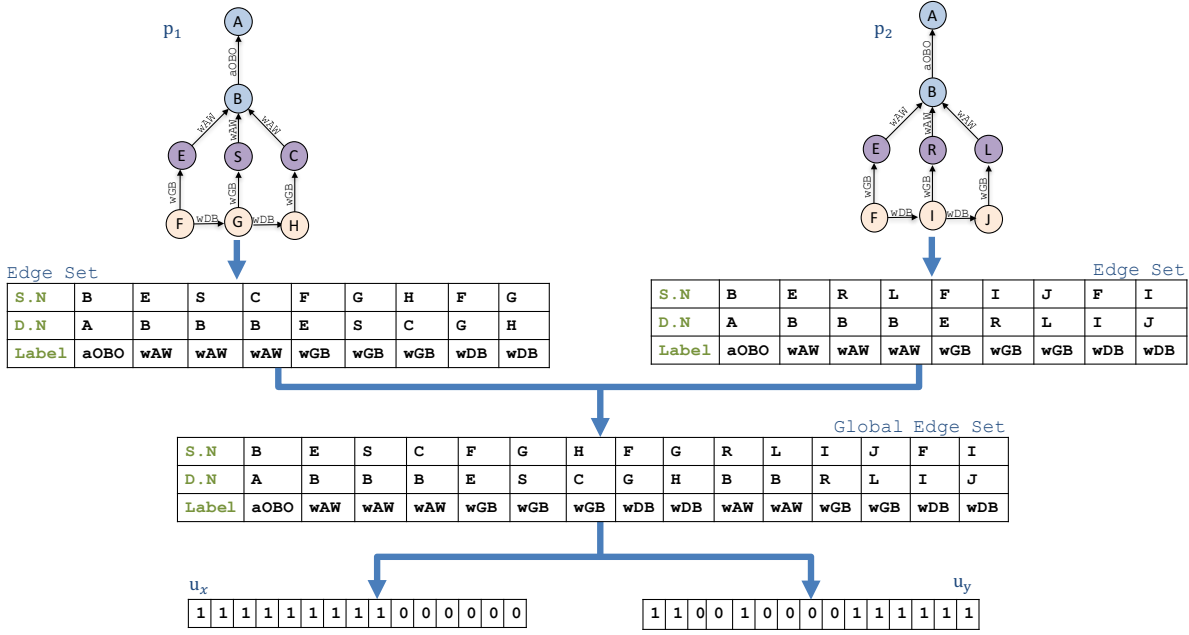 p1
A
aOBO
B
wAW wAW wAW
E S C
wGB wGB wGB
F wDB G wDB H
p2
A
aOBO
B
wAW wAW wAW
E R L
wGB wGB wGB
F wDB I wDB J
Edge Set
S.N B E S C F G H F G
D.N A B B B E S C G H
Label aOBO wAW wAW wAW wGB wGB wGB wDB wDB
Edge Set
S.N B E R L F I J F I
D.N A B B B E R L I J
Label aOBO wAW wAW wAW wGB wGB wGB wDB wDB
Global Edge Set
S.N B E S C F G H F G R L I J F I
D.N A B B B E S C G H B B R L I J
Label aOBO wAW wAW wAW wGB wGB wGB wDB wDB wAW wAW wGB wGB wDB wDB
ux
1 1 1 1 1 1 1 1 1 0 0 0 0 0 0
uy
1 1 0 0 1 0 0 0 0 1 1 1 1 1 1